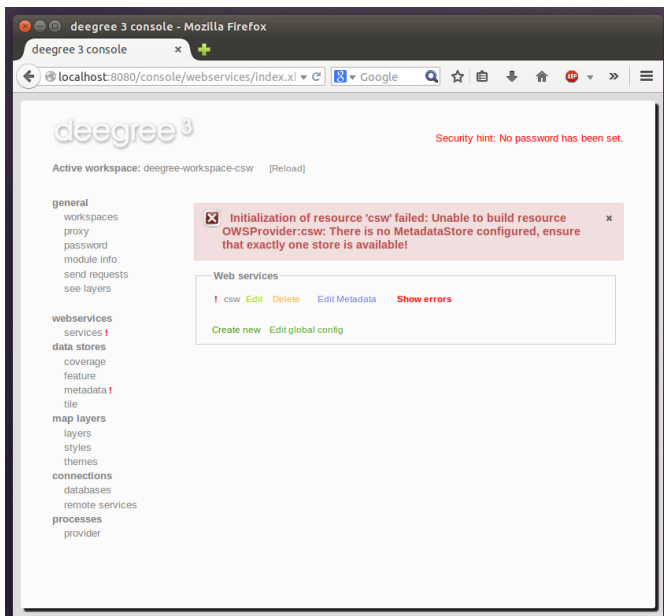 deegree 3 console - Mozilla Firefox
deegree 3 console
localhost:8080/console/webservices/index.xl
Google
ABP
deegree 3
Security hint: No password has been set.
Active workspace: deegree-workspace-csw [Reload]
general
workspaces
proxy
password
module info
send requests
see layers
webservices
services !
data stores
coverage
feature
metadata !
tile
map layers
layers
styles
themes
connections
databases
remote services
processes
provider
Initialization of resource 'csw' failed: Unable to build resource
OWSProvider:csw: There is no MetadataStore configured, ensure
that exactly one store is available!
Web services
! csw Edit Delete Edit Metadata Show errors
Create new Edit global config